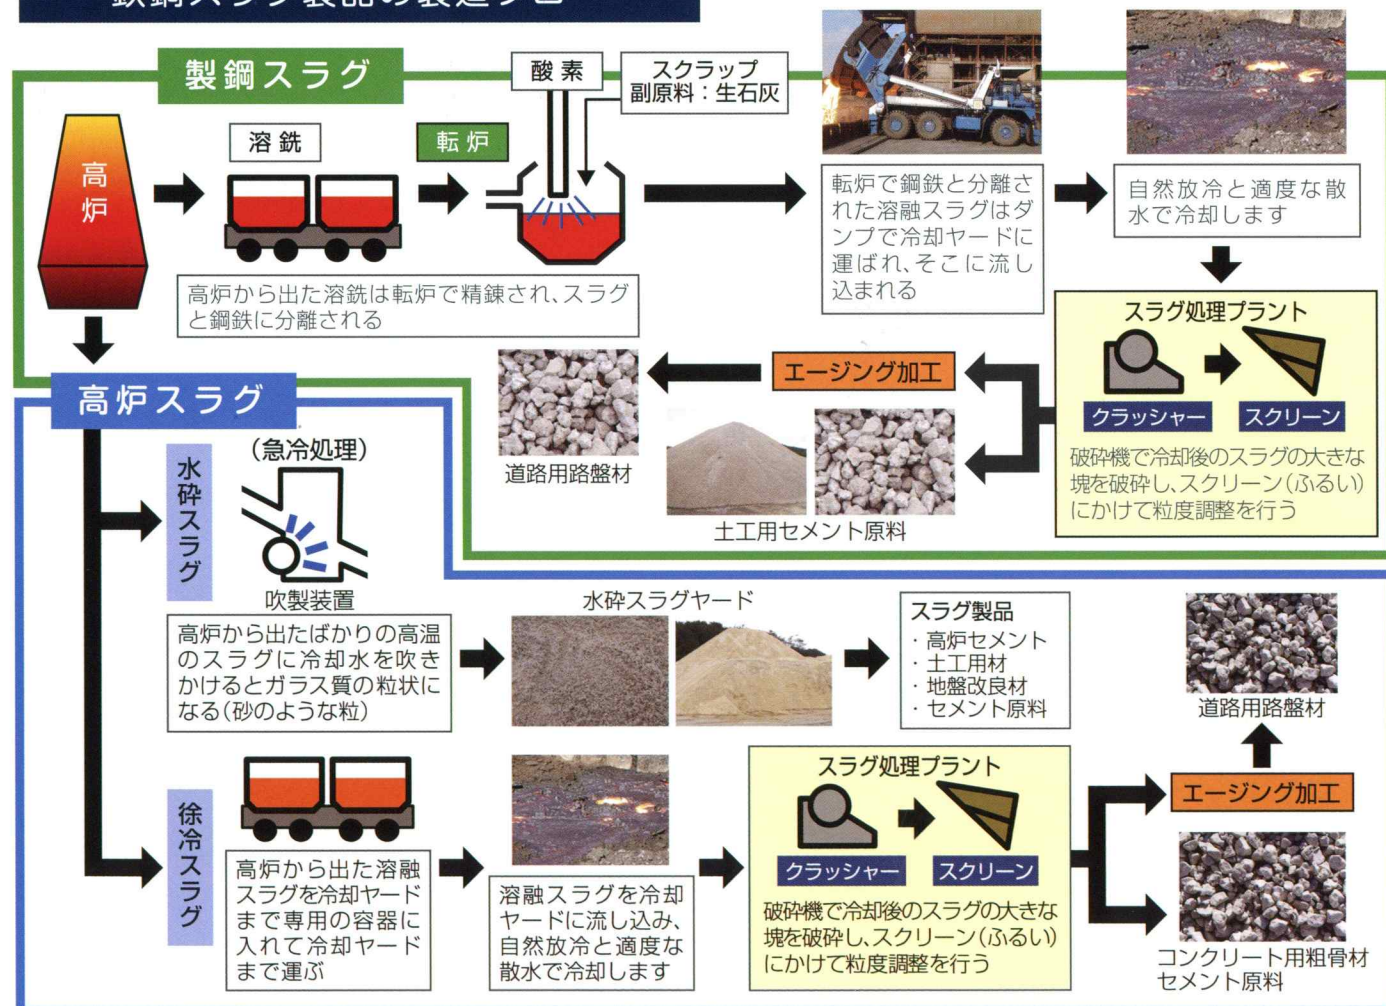 製鋼スラグ
酸素
スクラップ
副原料：生石灰
高炉
溶銑
転炉
高炉から出た溶銑は転炉で精錬され、スラグ
と鋼鉄に分離される
転炉で鋼鉄と分離さ
れた溶融スラグはダ
ンプで冷却ヤードに
運ばれ、そこに流し
込まれる
自然放冷と適度な散
水で冷却します
スラグ処理プラント
クラッシャー
スクリーン
破砕機で冷却後のスラグの大きな
塊を破砕し、スクリーン（ふるい）
にかけて粒度調整を行う
エージング加工
道路用路盤材
土工用セメント原料
高炉スラグ
水砕スラグ
（急冷処理）
吹製装置
高炉から出たばかりの高温
のスラグに冷却水を吹き
かけるとガラス質の粒状に
なる（砂のような粒）
水砕スラグヤード
スラグ製品
・高炉セメント
・土工用材
・地盤改良材
・セメント原料
徐冷スラグ
高炉から出た溶融
スラグを冷却ヤード
まで専用の容器に
入れて冷却ヤード
まで運ぶ
溶融スラグを冷却
ヤードに流し込み、
自然放冷と適度な
散水で冷却します
スラグ処理プラント
クラッシャー
スクリーン
破砕機で冷却後のスラグの大きな
塊を破砕し、スクリーン（ふるい）
にかけて粒度調整を行う
道路用路盤材
エージング加工
コンクリート用粗骨材
セメント原料